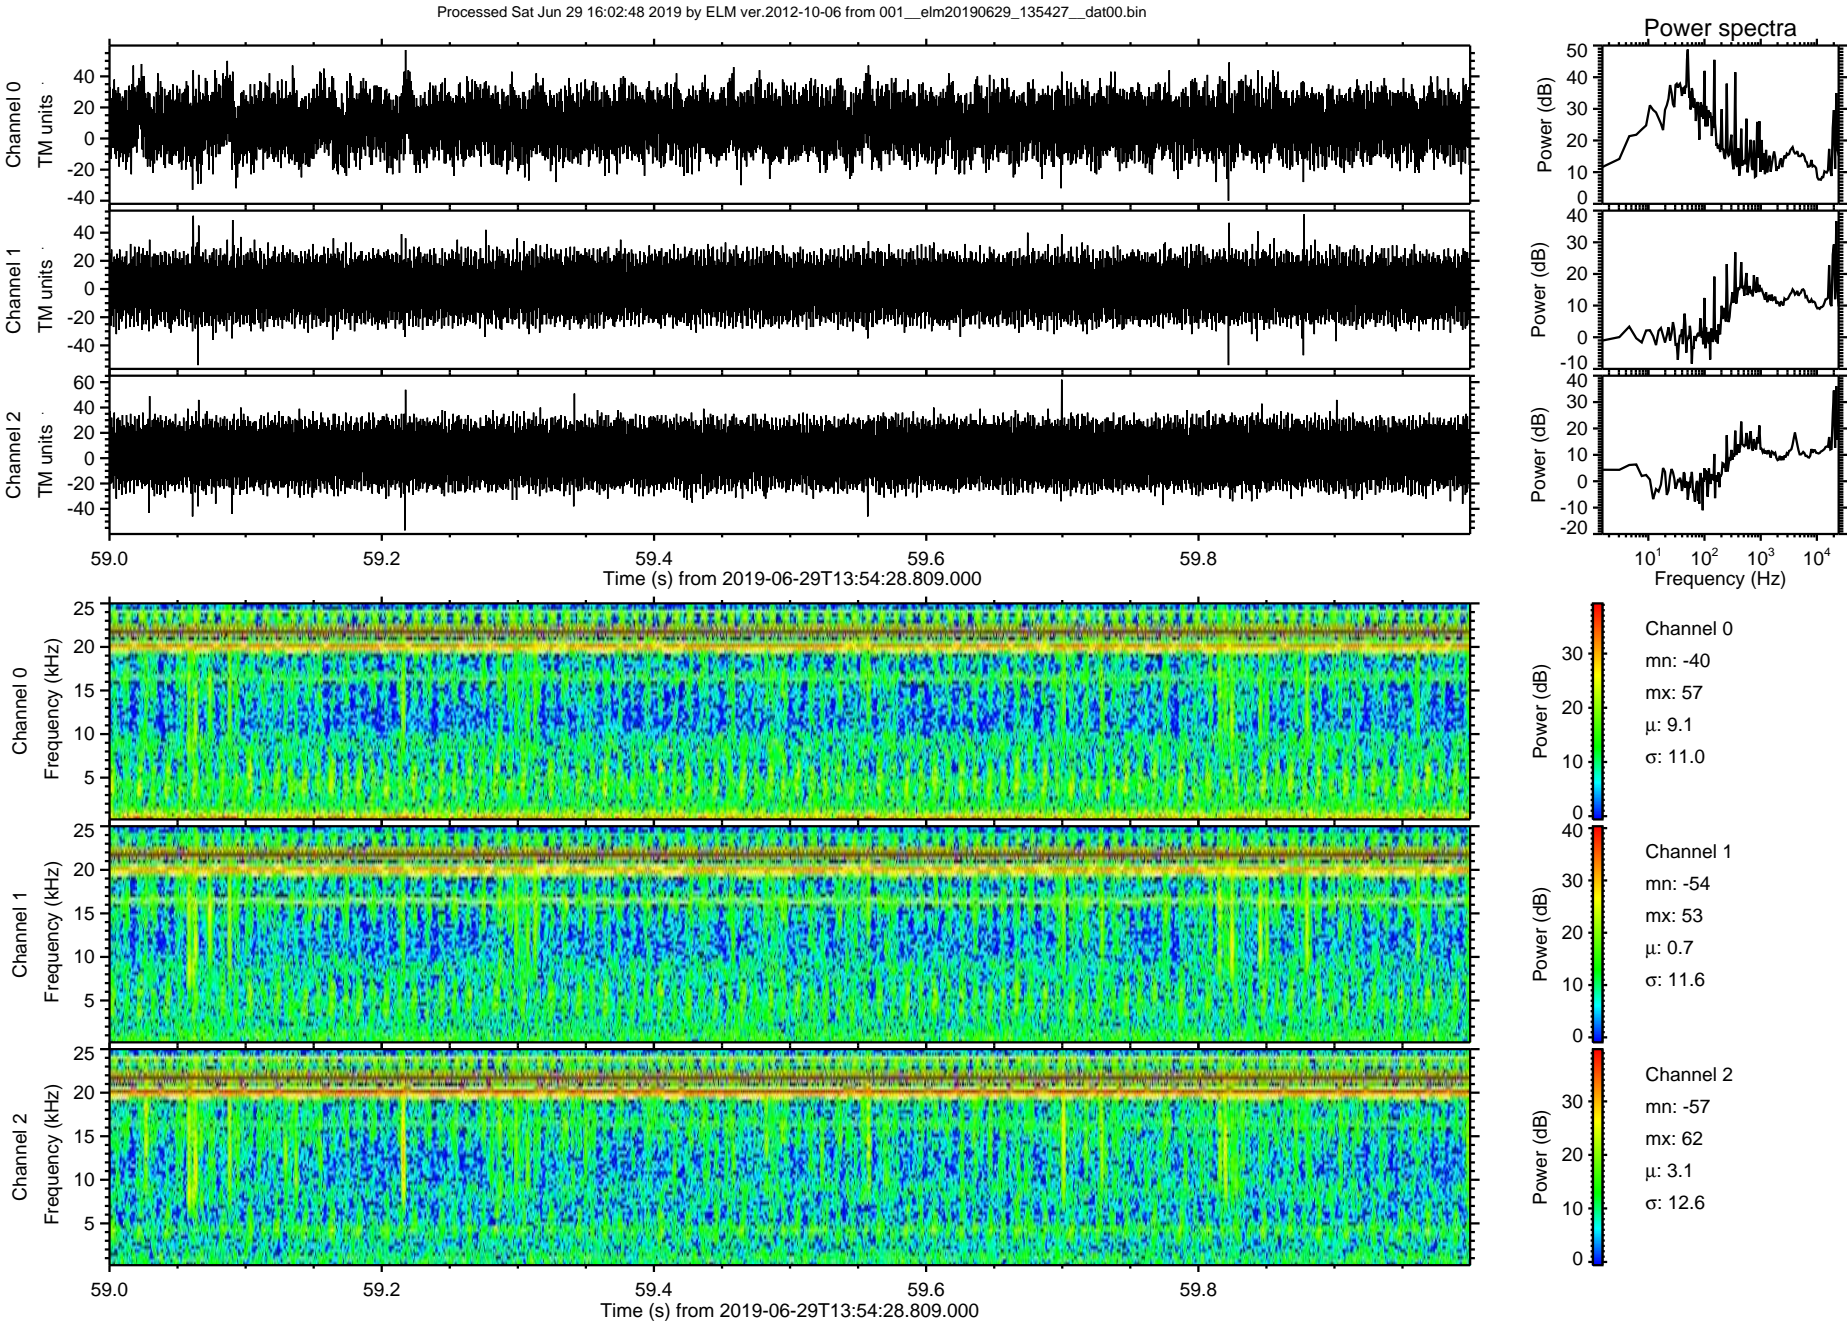 Processed Sat Jun 29 16:02:48 2019 by ELM ver.2012-10-06 from 001__elm20190629_135427__dat00.bin
Power spectra
Channel 0
TM units
40
20
0
-20
-40
Power (dB)
50
40
30
20
10
0
Channel 1
TM units
40
20
0
-20
-40
Power (dB)
40
30
20
10
0
-10
Channel 2
TM units
60
40
20
0
-20
-40
Power (dB)
40
30
20
10
0
-10
-20
59.0 59.2 59.4 59.6 59.8
Time (s) from 2019-06-29T13:54:28.809.000
10^1 10^2 10^3 10^4
Frequency (Hz)
Channel 0
Frequency (kHz)
25
20
15
10
5
Power (dB)
30
20
10
0
Channel 0
mn: -40
mx: 57
μ: 9.1
σ: 11.0
Channel 1
Frequency (kHz)
25
20
15
10
5
Power (dB)
40
30
20
10
0
Channel 1
mn: -54
mx: 53
μ: 0.7
σ: 11.6
Channel 2
Frequency (kHz)
25
20
15
10
5
Power (dB)
30
20
10
0
Channel 2
mn: -57
mx: 62
μ: 3.1
σ: 12.6
59.0 59.2 59.4 59.6 59.8
Time (s) from 2019-06-29T13:54:28.809.000